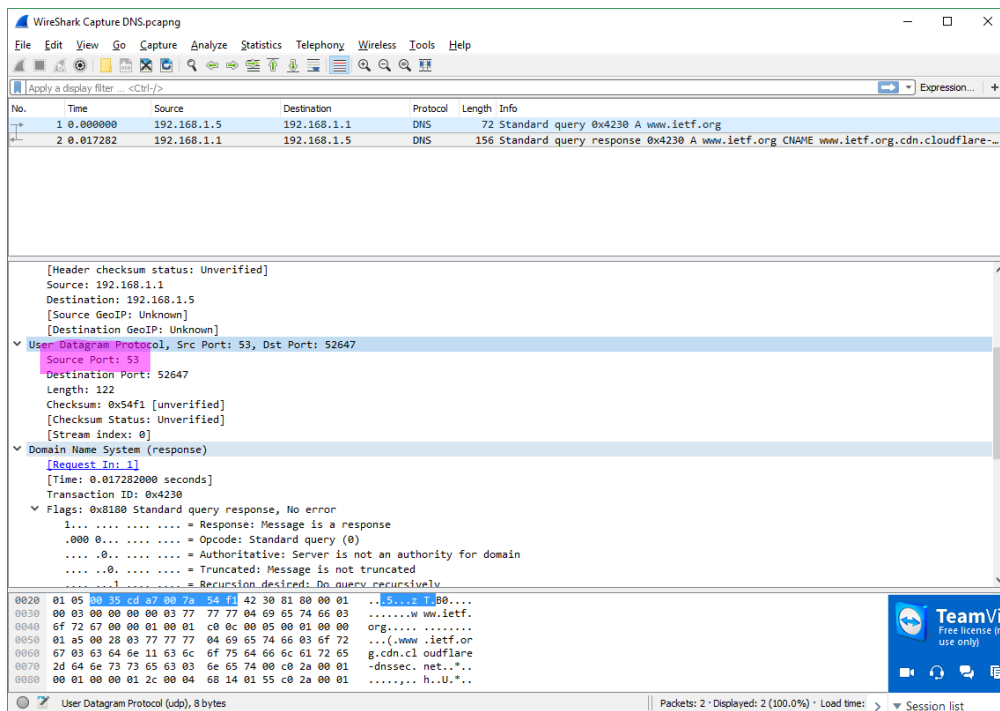 WireShark Capture DNS.pcapng
File Edit View Go Capture Analyze Statistics Telephony Wireless Tools Help
Apply a display filter ... <Ctrl-/> Expression... +
No. Time Source Destination Protocol Length Info
1 0.000000 192.168.1.5 192.168.1.1 DNS 72 Standard query 0x4230 A www.ietf.org
2 0.017282 192.168.1.1 192.168.1.5 DNS 156 Standard query response 0x4230 A www.ietf.org CNAME www.ietf.org.cdn.cloudflare-…
[Header checksum status: Unverified]
Source: 192.168.1.1
Destination: 192.168.1.5
[Source GeoIP: Unknown]
[Destination GeoIP: Unknown]
User Datagram Protocol, Src Port: 53, Dst Port: 52647
Source Port: 53
Destination Port: 52647
Length: 122
Checksum: 0x54f1 [unverified]
[Checksum Status: Unverified]
[Stream index: 0]
Domain Name System (response)
[Request In: 1]
[Time: 0.017282000 seconds]
Transaction ID: 0x4230
Flags: 0x8180 Standard query response, No error
1... .... .... .... = Response: Message is a response
.000 0... .... .... = Opcode: Standard query (0)
.... .0.. .... .... = Authoritative: Server is not an authority for domain
.... ..0. .... .... = Truncated: Message is not truncated
.... ...1 .... .... = Recursion desired: Do query recursively
0020 01 05 00 35 cd a7 00 7a 54 f1 42 30 81 80 00 01 ...5...z T.B0....
0030 00 03 00 00 00 00 03 77 77 77 04 69 65 74 66 03 .......w ww.ietf.
0040 6f 72 67 00 00 01 00 01 c0 0c 00 05 00 01 00 00 org..... ........
0050 01 a5 00 28 03 77 77 77 04 69 65 74 66 03 6f 72 ...(.www .ietf.or
0060 67 03 63 64 6e 11 63 6c 6f 75 64 66 6c 61 72 65 g.cdn.cl oudflare
0070 2d 64 6e 73 73 65 63 03 6e 65 74 00 c0 2a 00 01 -dnssec. net..*..
0080 00 01 00 00 01 2c 00 04 68 14 01 55 c0 2a 00 01 .....,.. h..U.*..
TeamVi
Free license (n
use only)
User Datagram Protocol (udp), 8 bytes Packets: 2 · Displayed: 2 (100.0%) · Load time: Session list